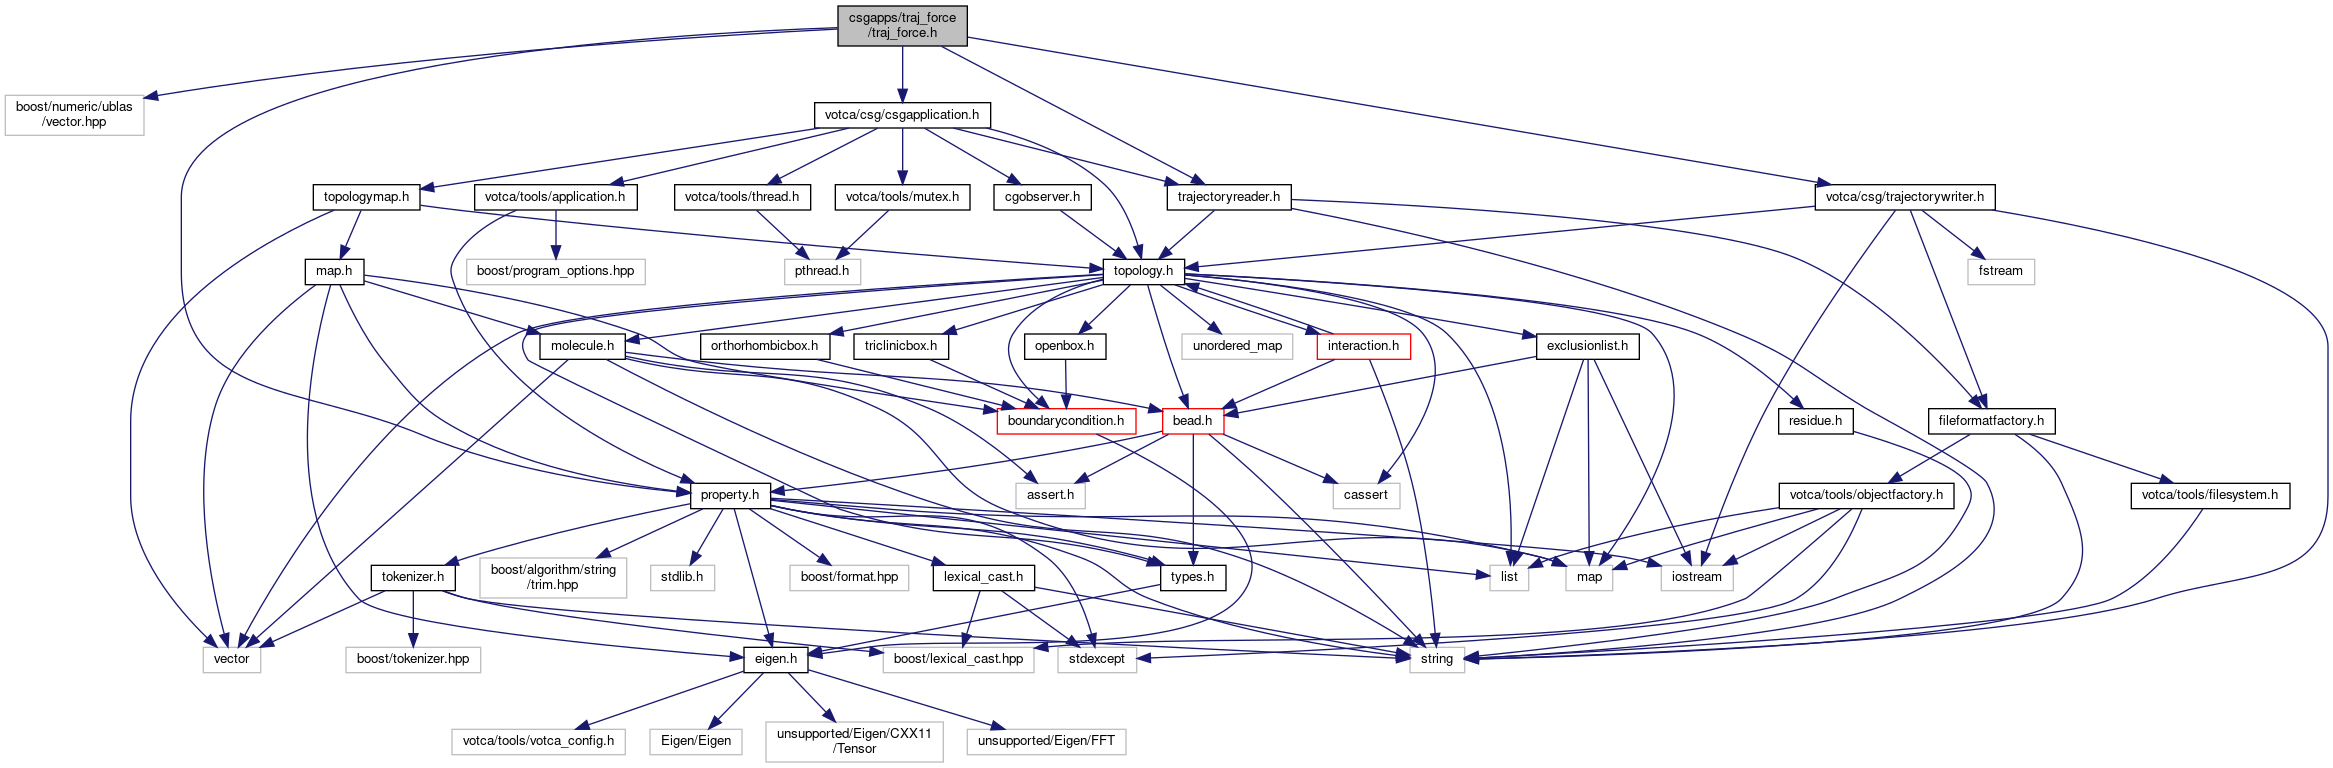 csgapps/traj_force
/traj_force.h
boost/numeric/ublas
/vector.hpp
votca/csg/csgapplication.h
topologymap.h
votca/tools/application.h
votca/tools/thread.h
votca/tools/mutex.h
cgobserver.h
trajectoryreader.h
votca/csg/trajectorywriter.h
map.h
boost/program_options.hpp
pthread.h
topology.h
fstream
molecule.h
orthorhombicbox.h
triclinicbox.h
openbox.h
unordered_map
interaction.h
exclusionlist.h
boundarycondition.h
bead.h
residue.h
fileformatfactory.h
property.h
assert.h
cassert
votca/tools/objectfactory.h
votca/tools/filesystem.h
tokenizer.h
boost/algorithm/string
/trim.hpp
stdlib.h
boost/format.hpp
lexical_cast.h
types.h
list
map
iostream
vector
boost/tokenizer.hpp
eigen.h
boost/lexical_cast.hpp
stdexcept
string
votca/tools/votca_config.h
Eigen/Eigen
unsupported/Eigen/CXX11
/Tensor
unsupported/Eigen/FFT